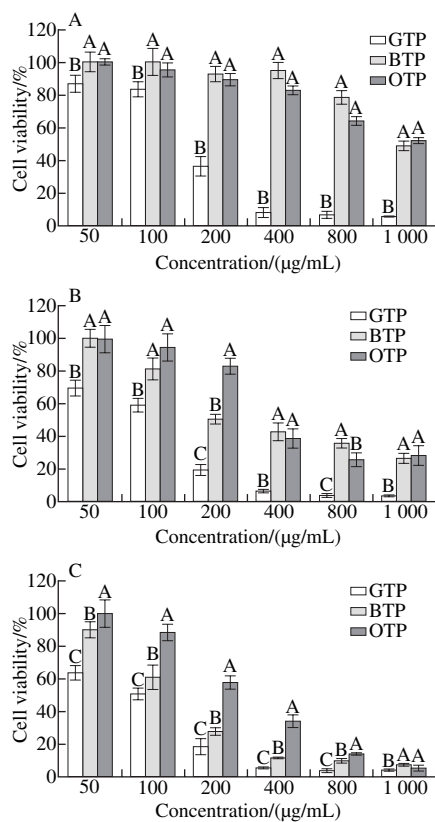 A
120
100
80
60
40
20
0
Cell viability/%
GTP
BTP
OTP
B A A
B A A
B A A
B A A
B A A
B A A
50 100 200 400 800 1 000
Concentration/(μg/mL)
B
120
100
80
60
40
20
0
Cell viability/%
GTP
BTP
OTP
B A A
B A A
C B A
B A A
C A B
B A A
50 100 200 400 800 1 000
Concentration/(μg/mL)
C
120
100
80
60
40
20
0
Cell viability/%
GTP
BTP
OTP
C B A
C B A
C B A
C B A
C B A
B A A
50 100 200 400 800 1 000
Concentration/(μg/mL)